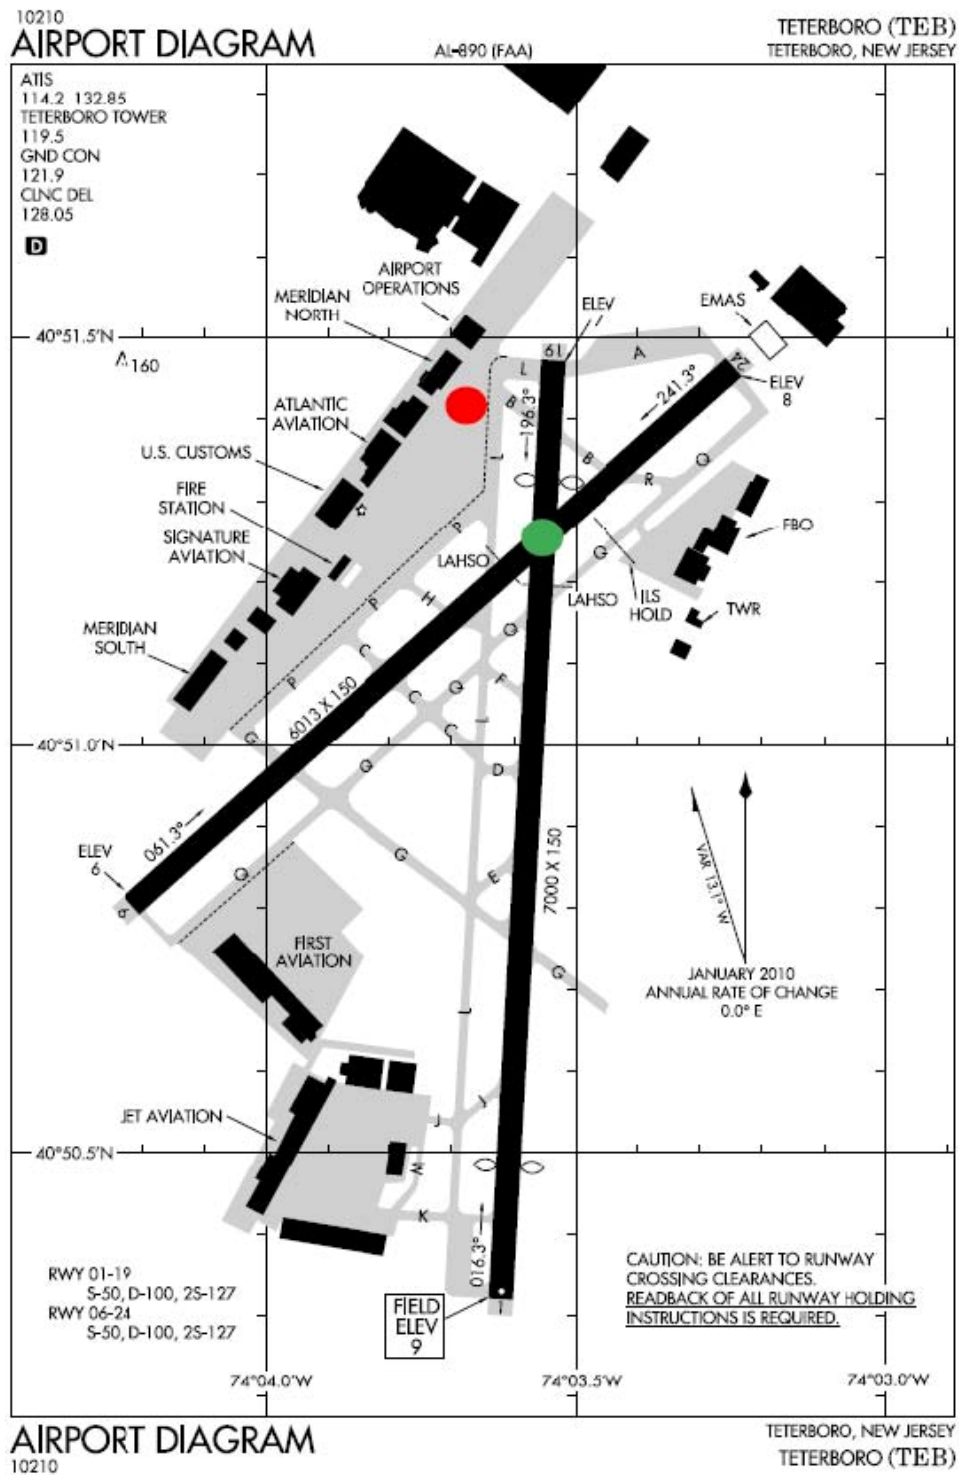 10210
AIRPORT DIAGRAM
AL-890 (FAA)
TETERBORO (TEB)
TETERBORO, NEW JERSEY
ATIS
114.2 132.85
TETERBORO TOWER
119.5
GND CON
121.9
CLNC DEL
128.05
D
AIRPORT
OPERATIONS
MERIDIAN
NORTH
ELEV
EMAS
40°51.5'N
160
19
A
24
L
ELEV
8
241.3°
B
196.3°
ATLANTIC
AVIATION
U.S. CUSTOMS
L
B
R
Q
FIRE
STATION
SIGNATURE
AVIATION
P
FBO
G
LAHSO
LAHSO
ILS
HOLD
TWR
P
H
MERIDIAN
SOUTH
Q
C
P
F
C
Q
6013 X 150
L
C
G
40°51.0'N
G
D
061.3°
ELEV
6
G
E
7000 X 150
Q
6
VAR 13.1° W
FIRST
AVIATION
G
JANUARY 2010
ANNUAL RATE OF CHANGE
0.0° E
L
J
J
JET AVIATION
40°50.5'N
W
K
016.3°
RWY 01-19
S-50, D-100, 2S-127
RWY 06-24
S-50, D-100, 2S-127
FIELD
ELEV
9
1
CAUTION: BE ALERT TO RUNWAY
CROSSING CLEARANCES.
READBACK OF ALL RUNWAY HOLDING
INSTRUCTIONS IS REQUIRED.
74°04.0'W
74°03.5'W
74°03.0'W
AIRPORT DIAGRAM
10210
TETERBORO, NEW JERSEY
TETERBORO (TEB)